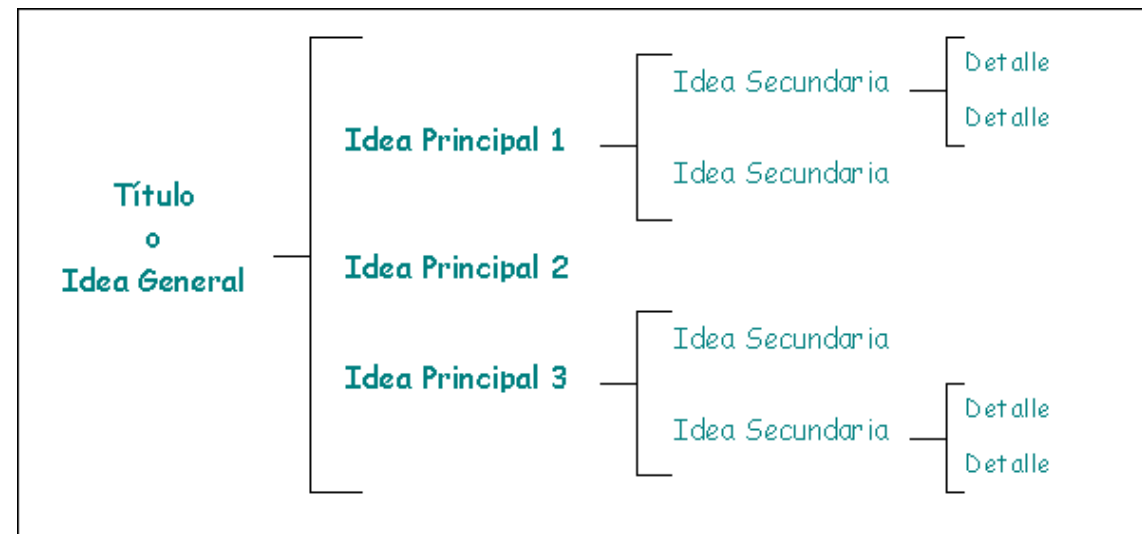 Título
o
Idea General
Idea Principal 1
Idea Secundaria
Detalle
Detalle
Idea Secundaria
Idea Principal 2
Idea Principal 3
Idea Secundaria
Idea Secundaria
Detalle
Detalle